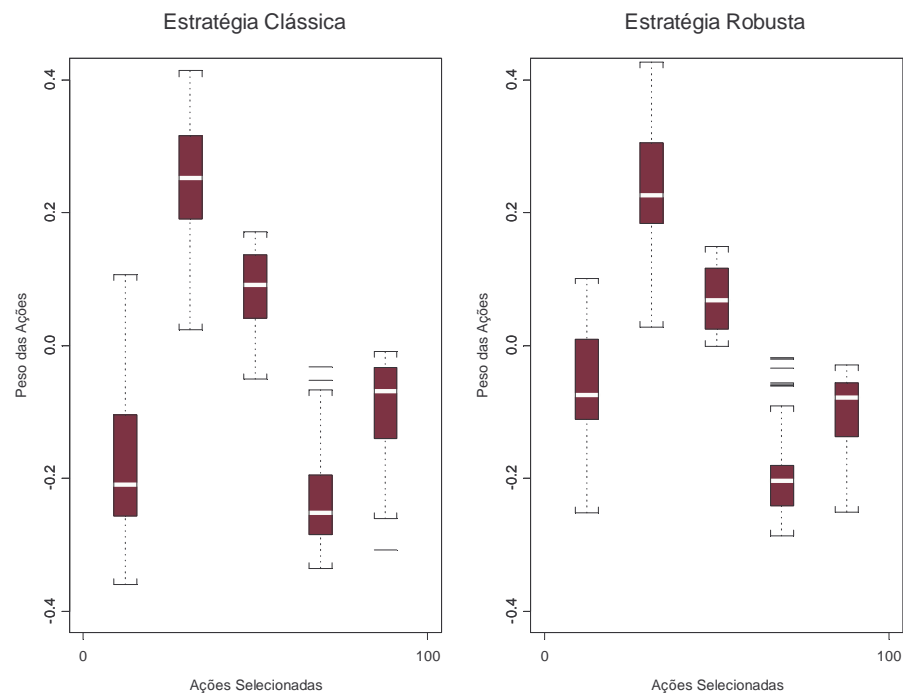 Estratégia Clássica
Estratégia Robusta
Peso das Ações
0.4
0.2
0.0
-0.2
-0.4
0
100
Ações Selecionadas
Peso das Ações
0.4
0.2
0.0
-0.2
-0.4
0
100
Ações Selecionadas